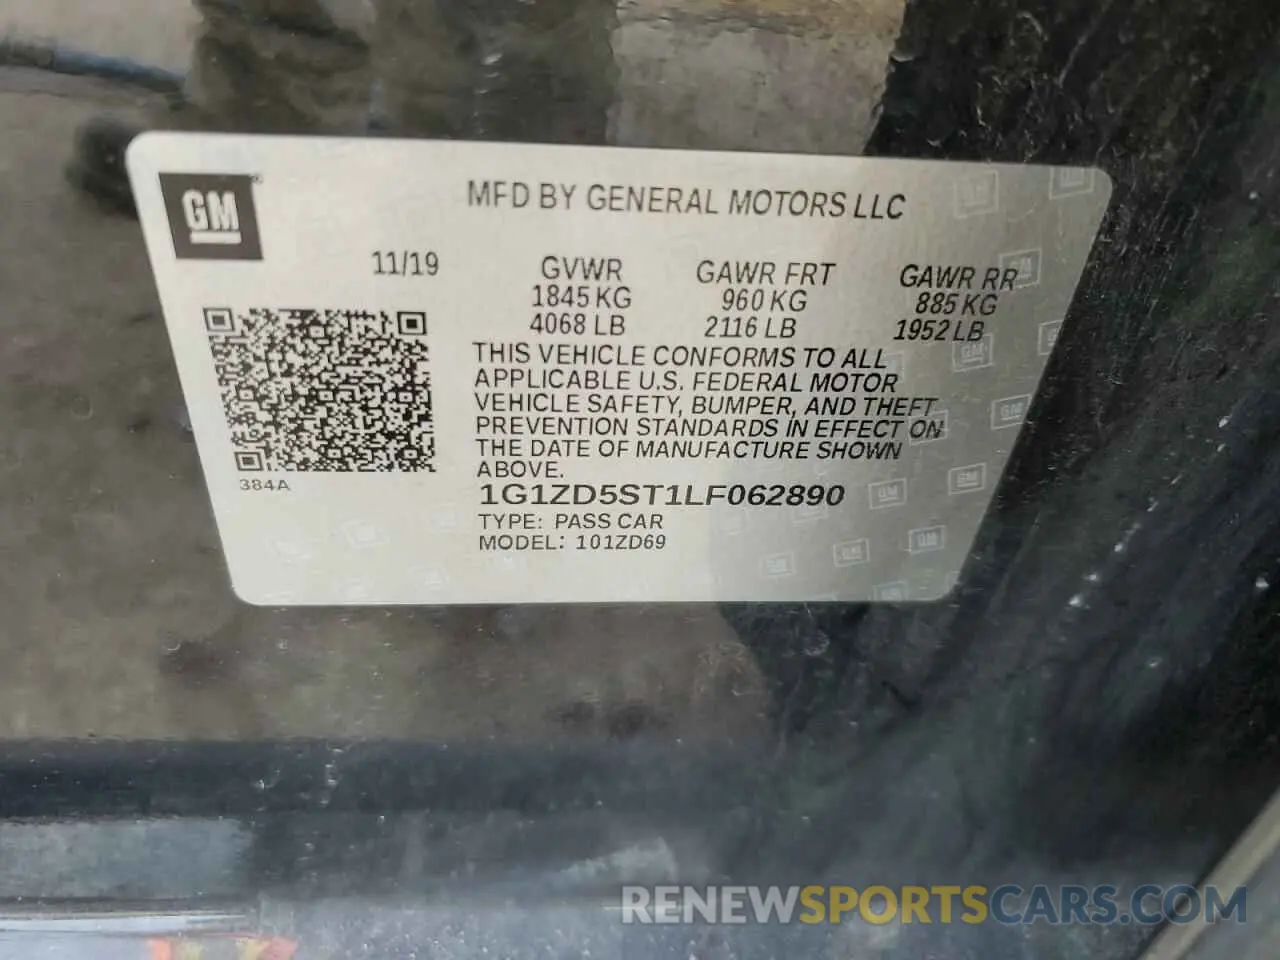 GM
MFD BY GENERAL MOTORS LLC
11/19 GVWR GAWR FRT GAWR RR
1845 KG 960 KG 885 KG
4068 LB 2116 LB 1952 LB
THIS VEHICLE CONFORMS TO ALL
APPLICABLE U.S. FEDERAL MOTOR
VEHICLE SAFETY, BUMPER, AND THEFT
PREVENTION STANDARDS IN EFFECT ON
THE DATE OF MANUFACTURE SHOWN
ABOVE.
384A
1G1ZD5ST1LF062890
TYPE: PASS CAR
MODEL: 101ZD69
RENEWSPORTSCARS.COM